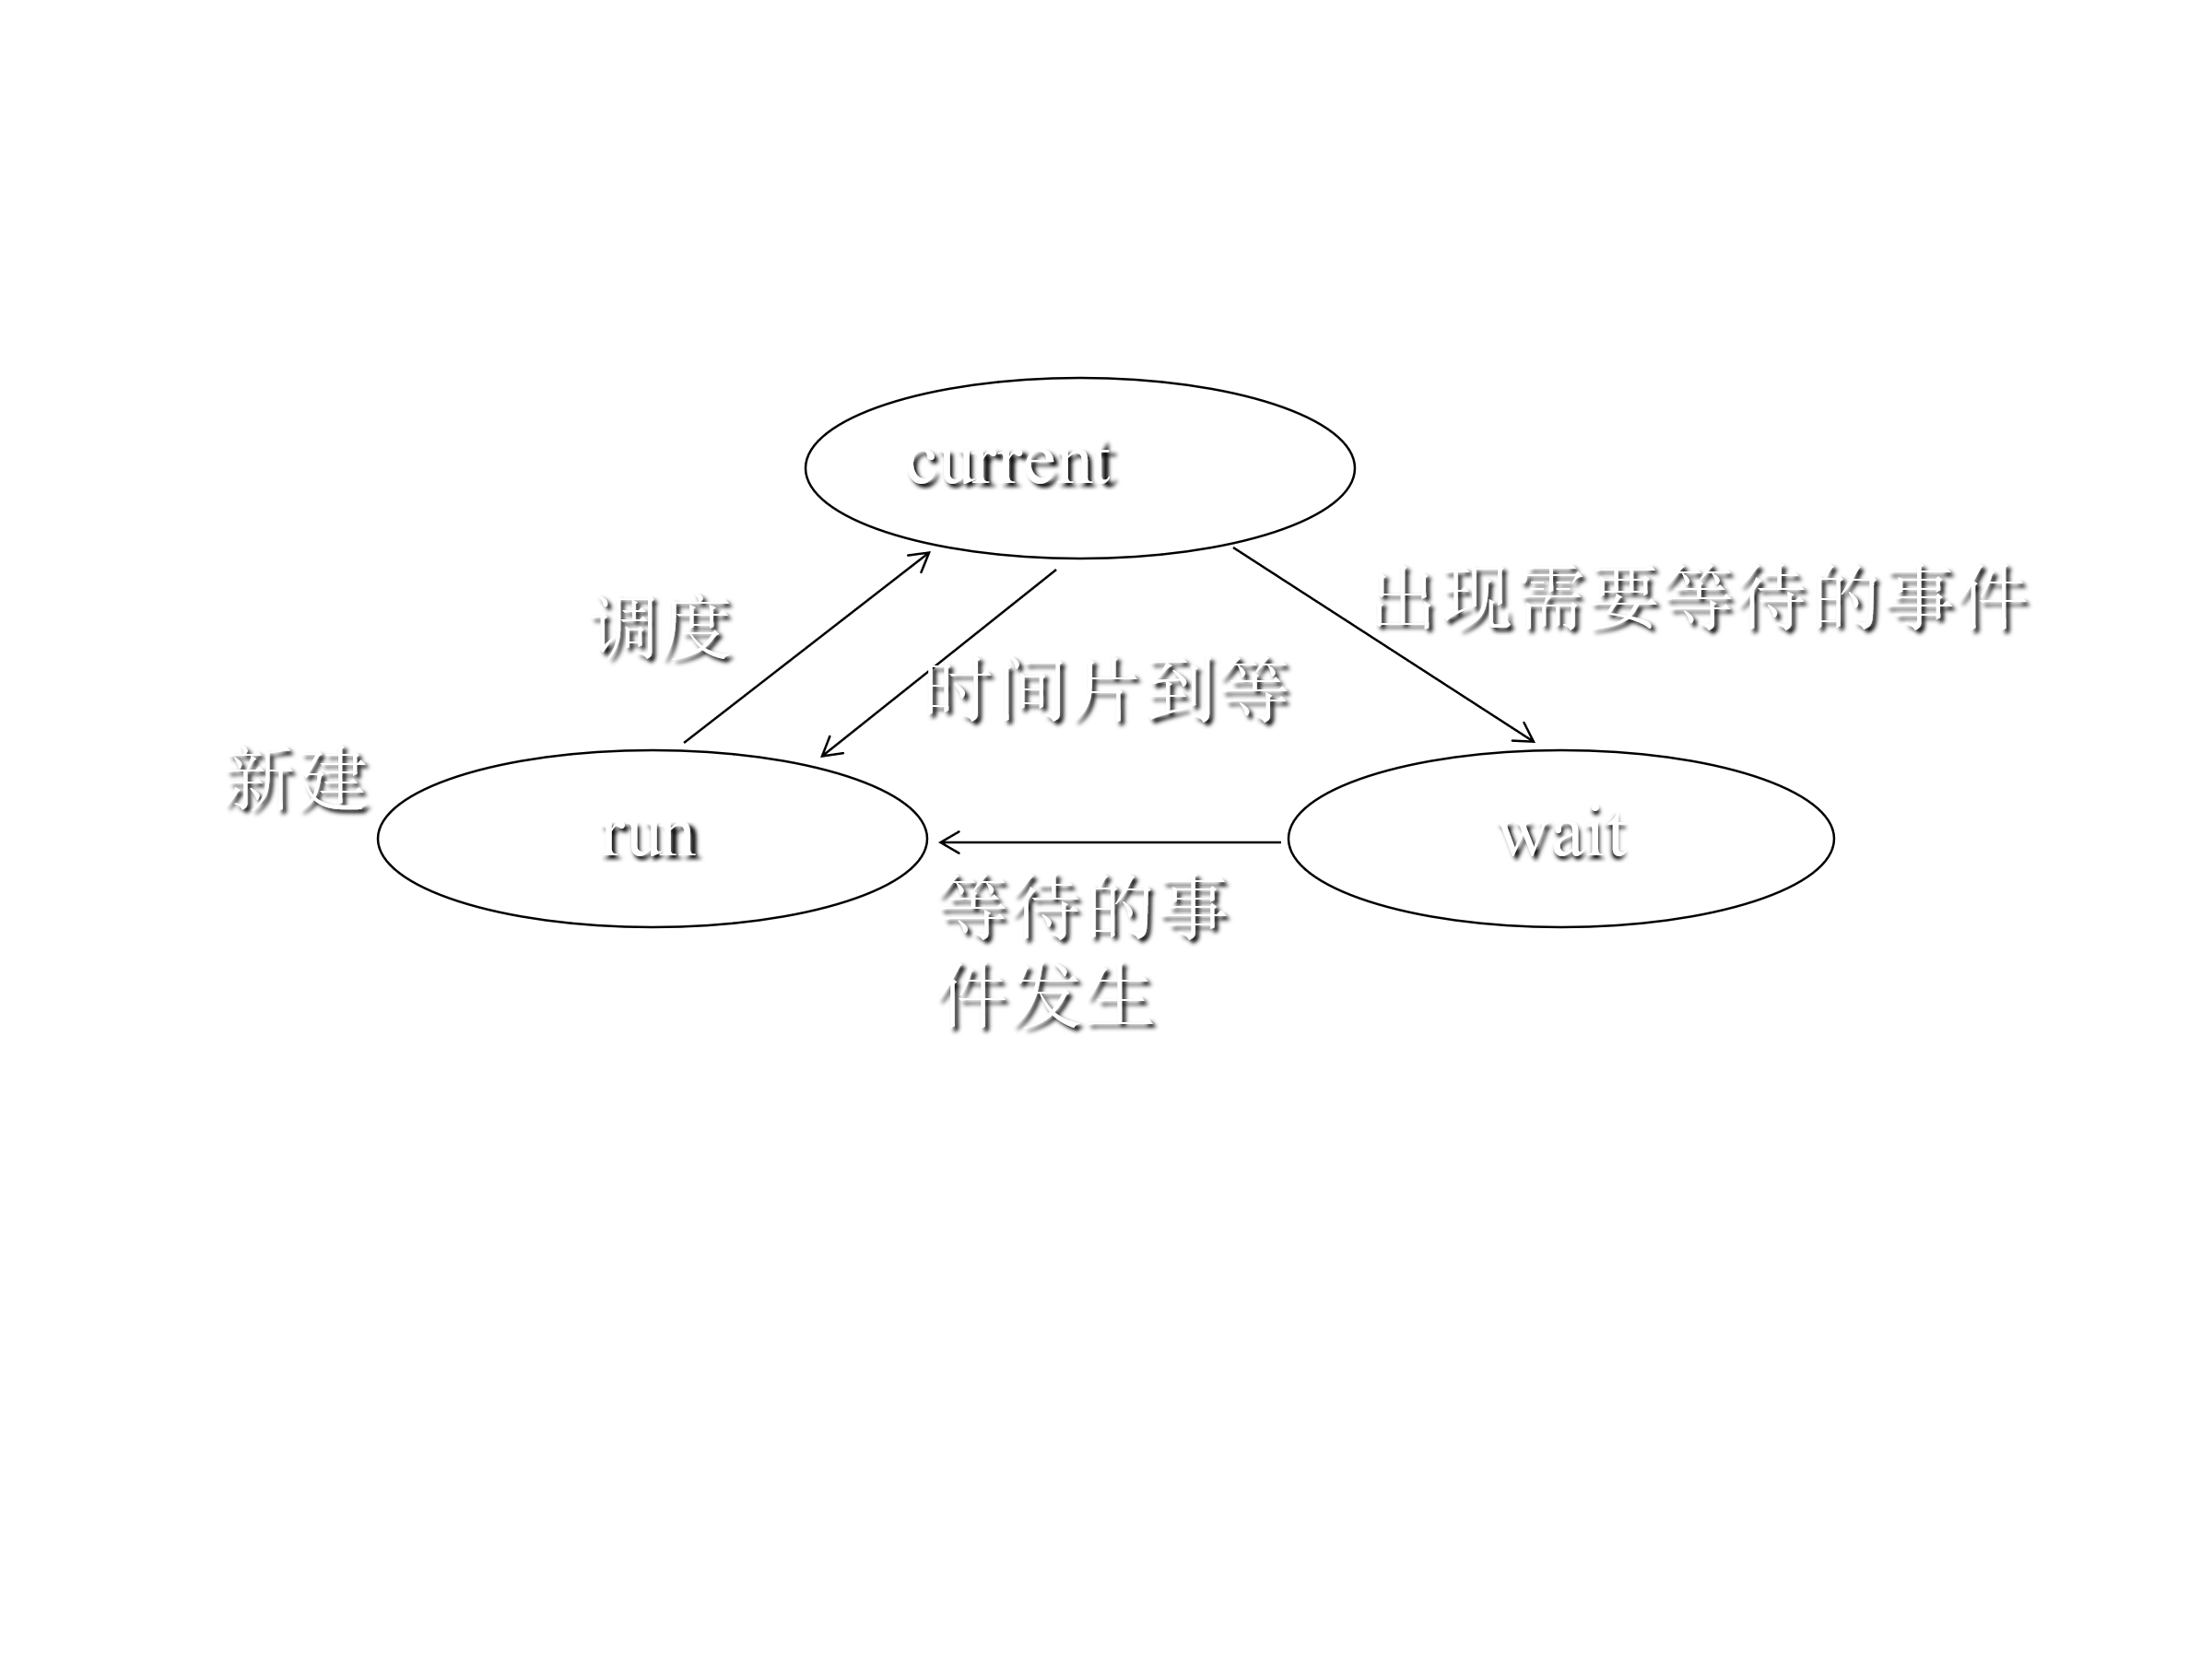 current
出现需要等待的事件
调度
时间片到等
新建
run
wait
等待的事
件发生